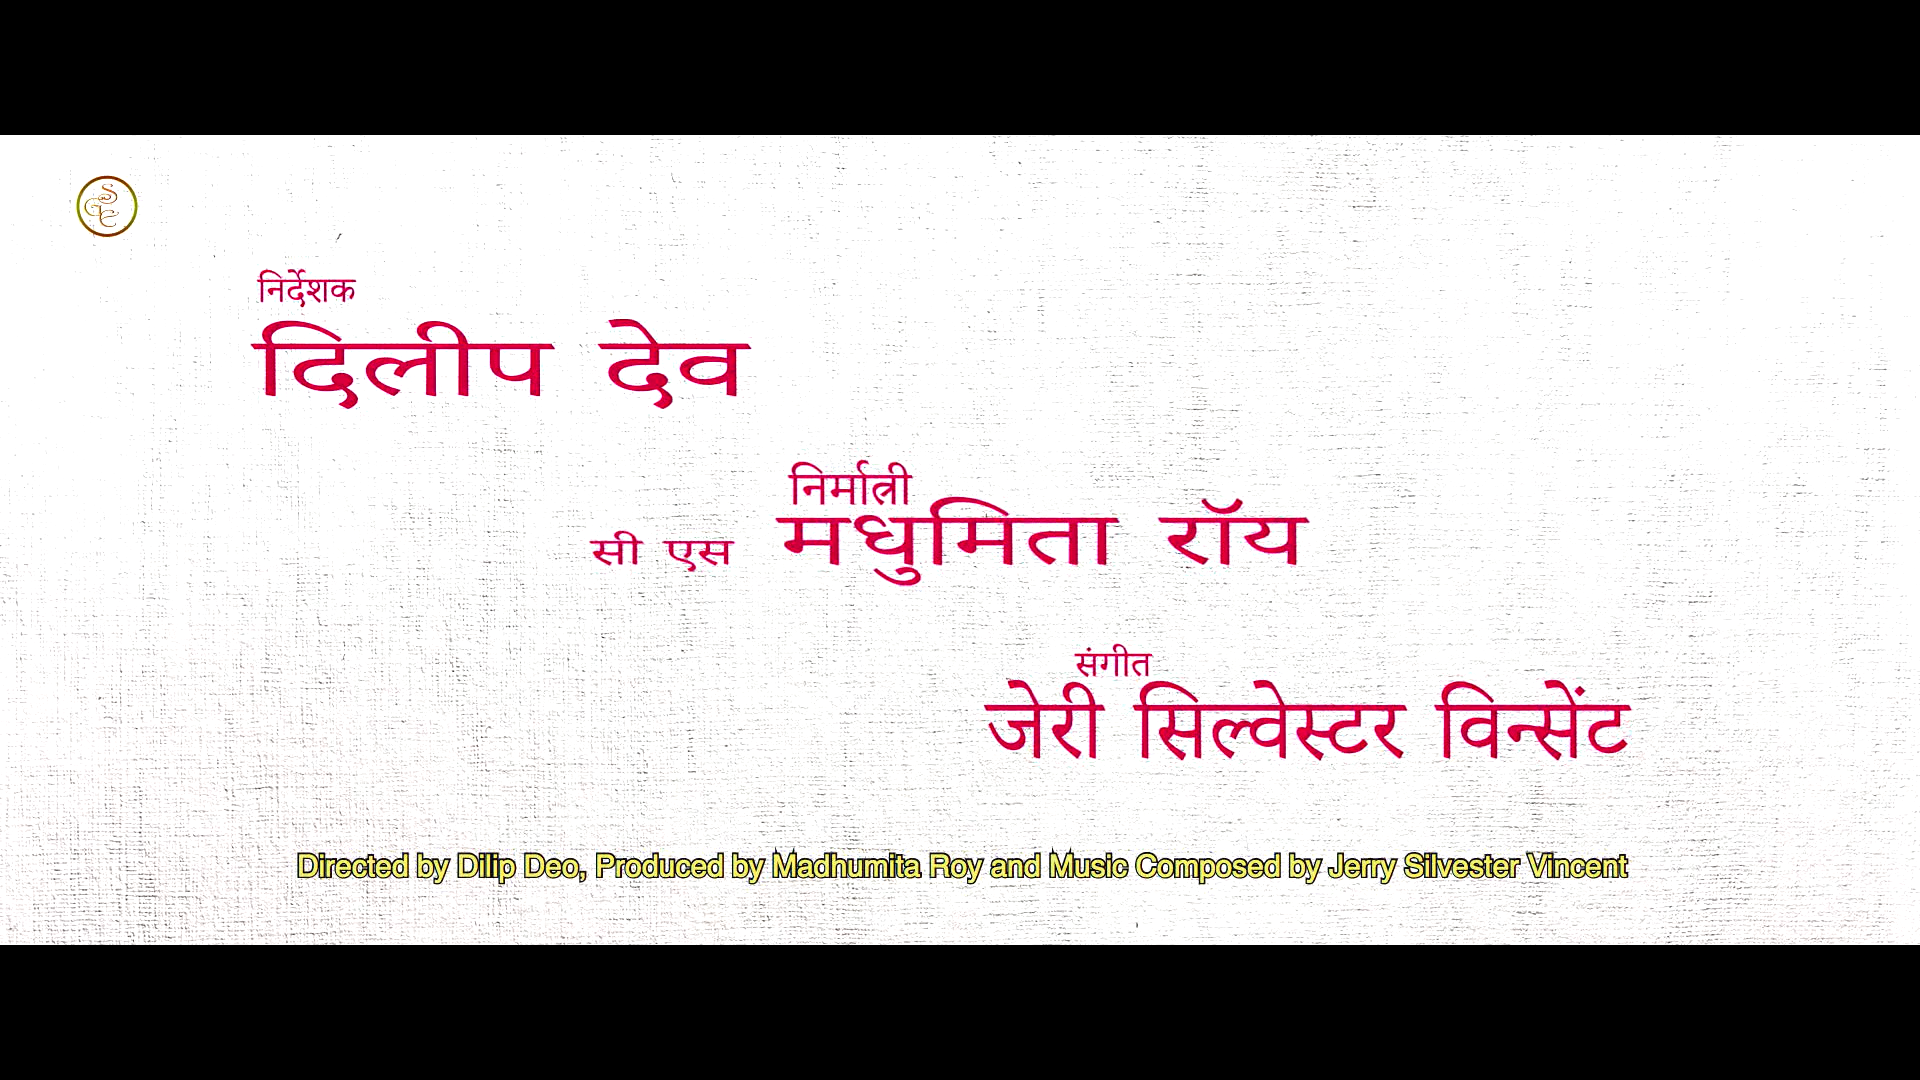 SGE
निर्देशक
दिलीप देव
निर्मात्री
सी एस मधुमिता रॉय
संगीत
जेरी सिल्वेस्टर विन्सेंट
Directed by Dilip Deo, Produced by Madhumita Roy and Music Composed by Jerry Silvester Vincent